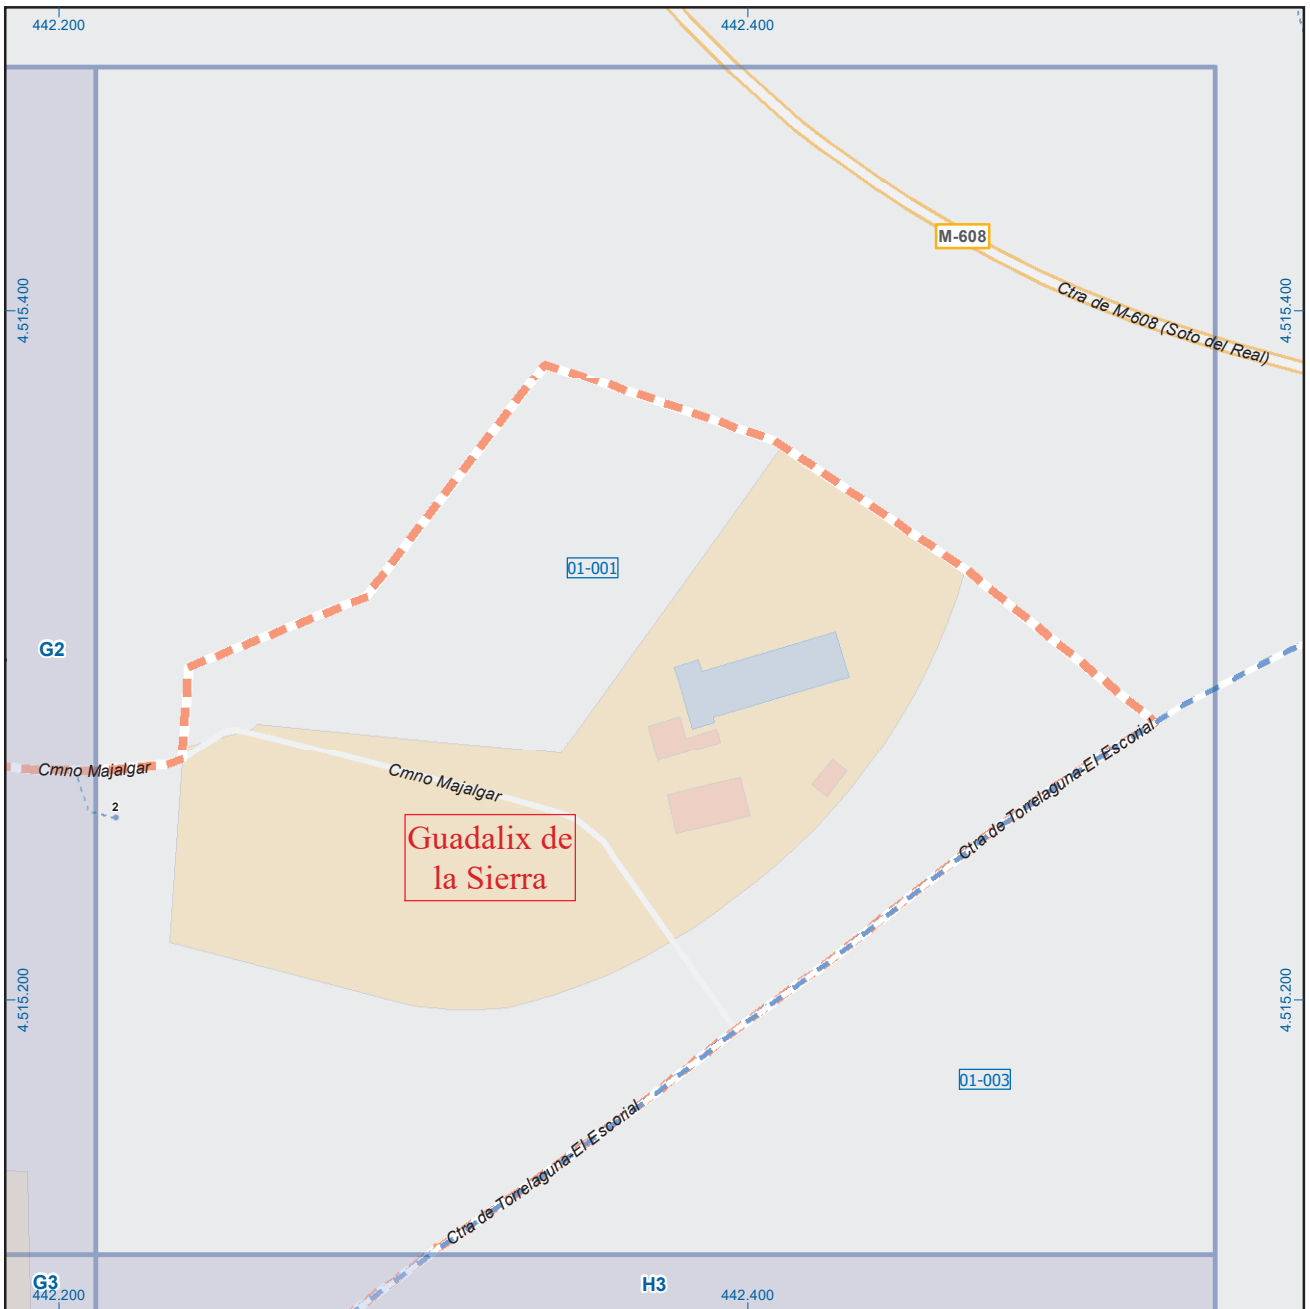 442.200
442.400
M-608
Ctra de M-608 (Soto del Real)
4.515.400
4.515.400
01-001
G2
Cmno Majalgar
Cmno Majalgar
2
Guadalix de
la Sierra
Ctra de Torrelaguna-El Escorial
4.515.200
4.515.200
01-003
Ctra de Torrelaguna-El Escorial
G3
H3
442.200
442.400